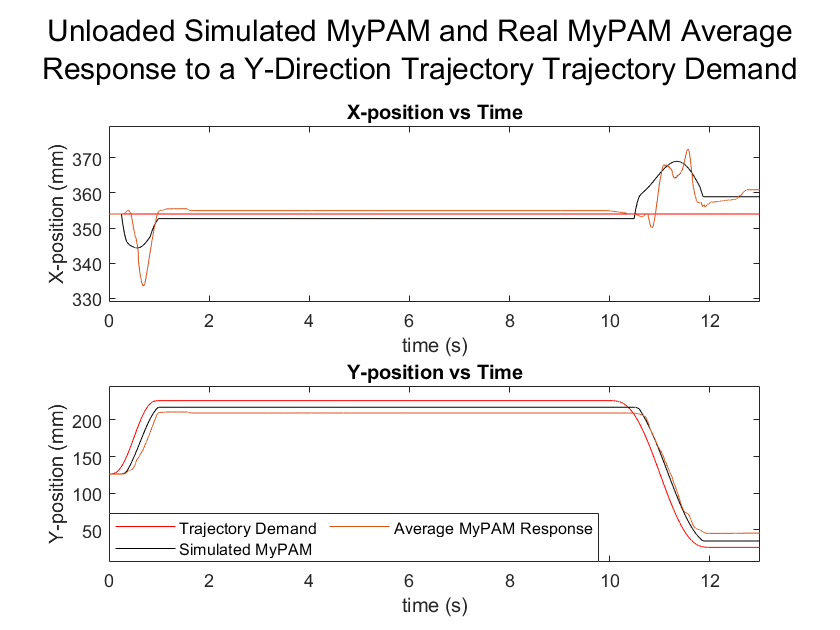 Unloaded Simulated MyPAM and Real MyPAM Average
Response to a Y-Direction Trajectory Trajectory Demand
X-position vs Time
X-position (mm)
370
360
350
340
330
0 2 4 6 8 10 12
time (s)
Y-position vs Time
Y-position (mm)
200
150
100
50
Trajectory Demand Average MyPAM Response
Simulated MyPAM
0 2 4 6 8 10 12
time (s)